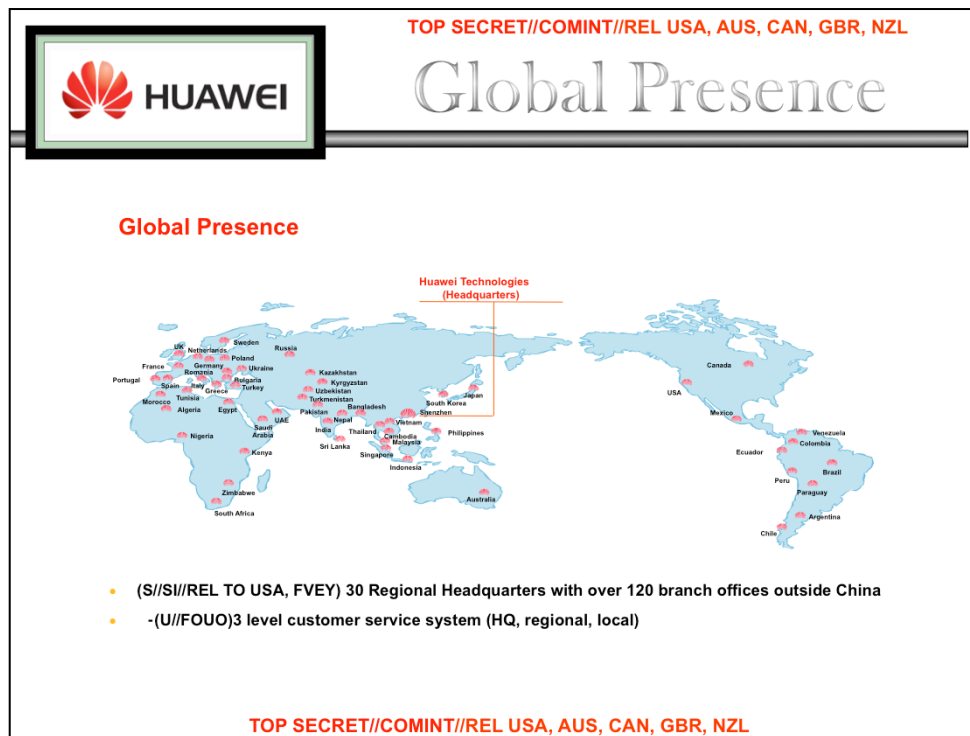 TOP SECRET//COMINT//REL USA, AUS, CAN, GBR, NZL
HUAWEI
Global Presence
Global Presence
Huawei Technologies
(Headquarters)
Sweden
UK
Netherlands
Russia
Poland
France
Germany
Ukraine
Canada
Romania
Kazakhstan
Portugal
Spain
Italy
Bulgaria
Kyrgyzstan
Greece
Turkey
Uzbekistan
Japan
USA
Morocco
Tunisia
Turkmenistan
South Korea
Algeria
Egypt
UAE
Pakistan
Nepal
Bangladesh
Shenzhen
Mexico
Saudi
Arabia
India
Thailand
Vietnam
Philippines
Venezuela
Nigeria
Cambodia
Colombia
Sri Lanka
Malaysia
Kenya
Singapore
Ecuador
Indonesia
Brazil
Peru
Zimbabwe
Australia
Paraguay
South Africa
Argentina
Chile
(S//SI//REL TO USA, FVEY) 30 Regional Headquarters with over 120 branch offices outside China
-(U//FOUO)3 level customer service system (HQ, regional, local)
TOP SECRET//COMINT//REL USA, AUS, CAN, GBR, NZL